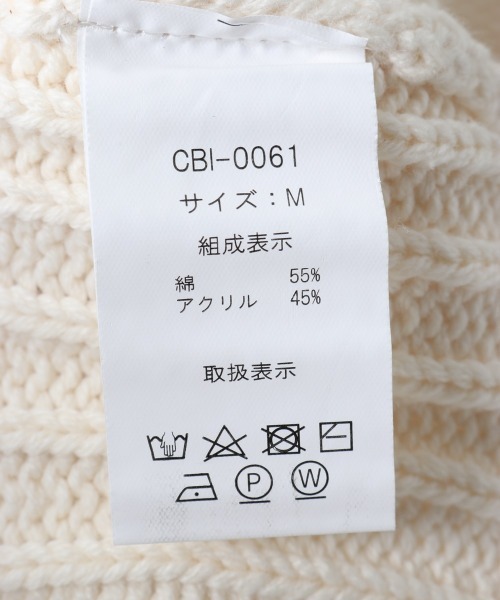 CBI-0061
サイズ：M
組成表示
綿 55%
アクリル 45%
取扱表示
P W